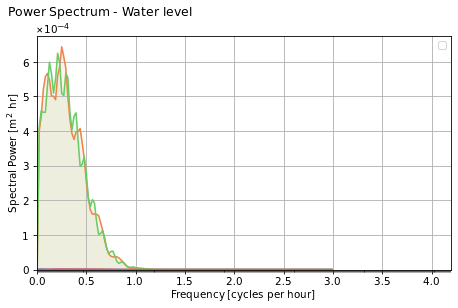 Power Spectrum - Water level
×10⁻⁴
6
5
4
3
2
1
0
Spectral Power [m² hr]
0.0 0.5 1.0 1.5 2.0 2.5 3.0 3.5 4.0
Frequency [cycles per hour]